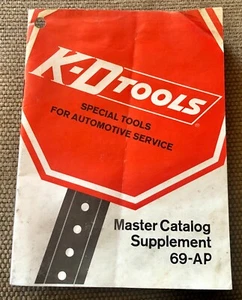 K-D TOOLS
SPECIAL TOOLS
FOR AUTOMOTIVE SERVICE
Master Catalog
Supplement
69-AP